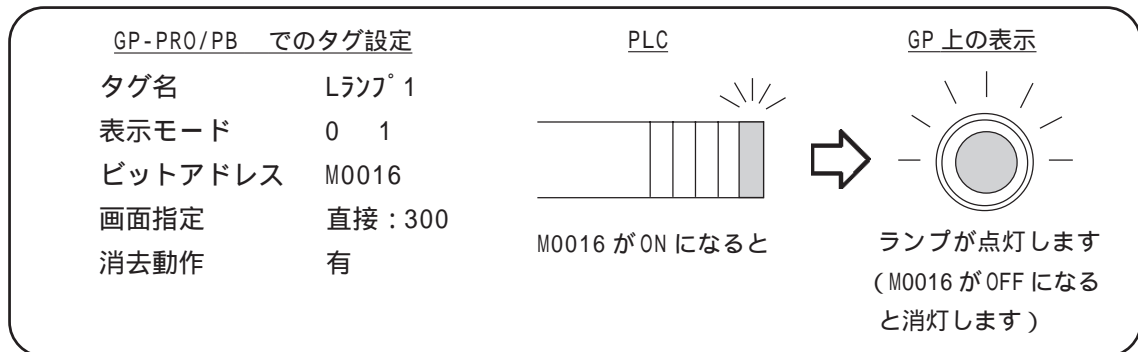 GP-PRO/PB でのタグ設定
タグ名 Lﾗﾝﾌﾟ1
表示モード 0 1
ビットアドレス M0016
画面指定 直接：300
消去動作 有
PLC
M0016 が ON になると
GP 上の表示
ランプが点灯します
（M0016 が OFF になる
と消灯します）